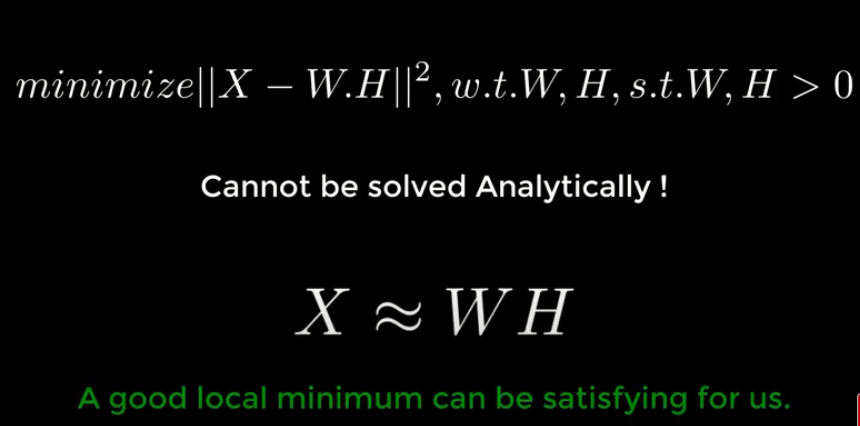 minimize||X − W.H||², w.t.W, H, s.t.W, H > 0
Cannot be solved Analytically !
X ≈ WH
A good local minimum can be satisfying for us.